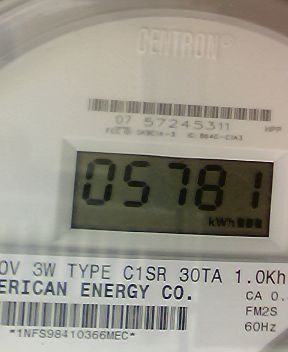 CENTRON®
07 57245311
HPP
05781
kWh
0V 3W TYPE C1SR 30TA 1.0Kh
ERICAN ENERGY CO.
CA 0.
FM2S
60Hz
*1NFS98410366MEC*